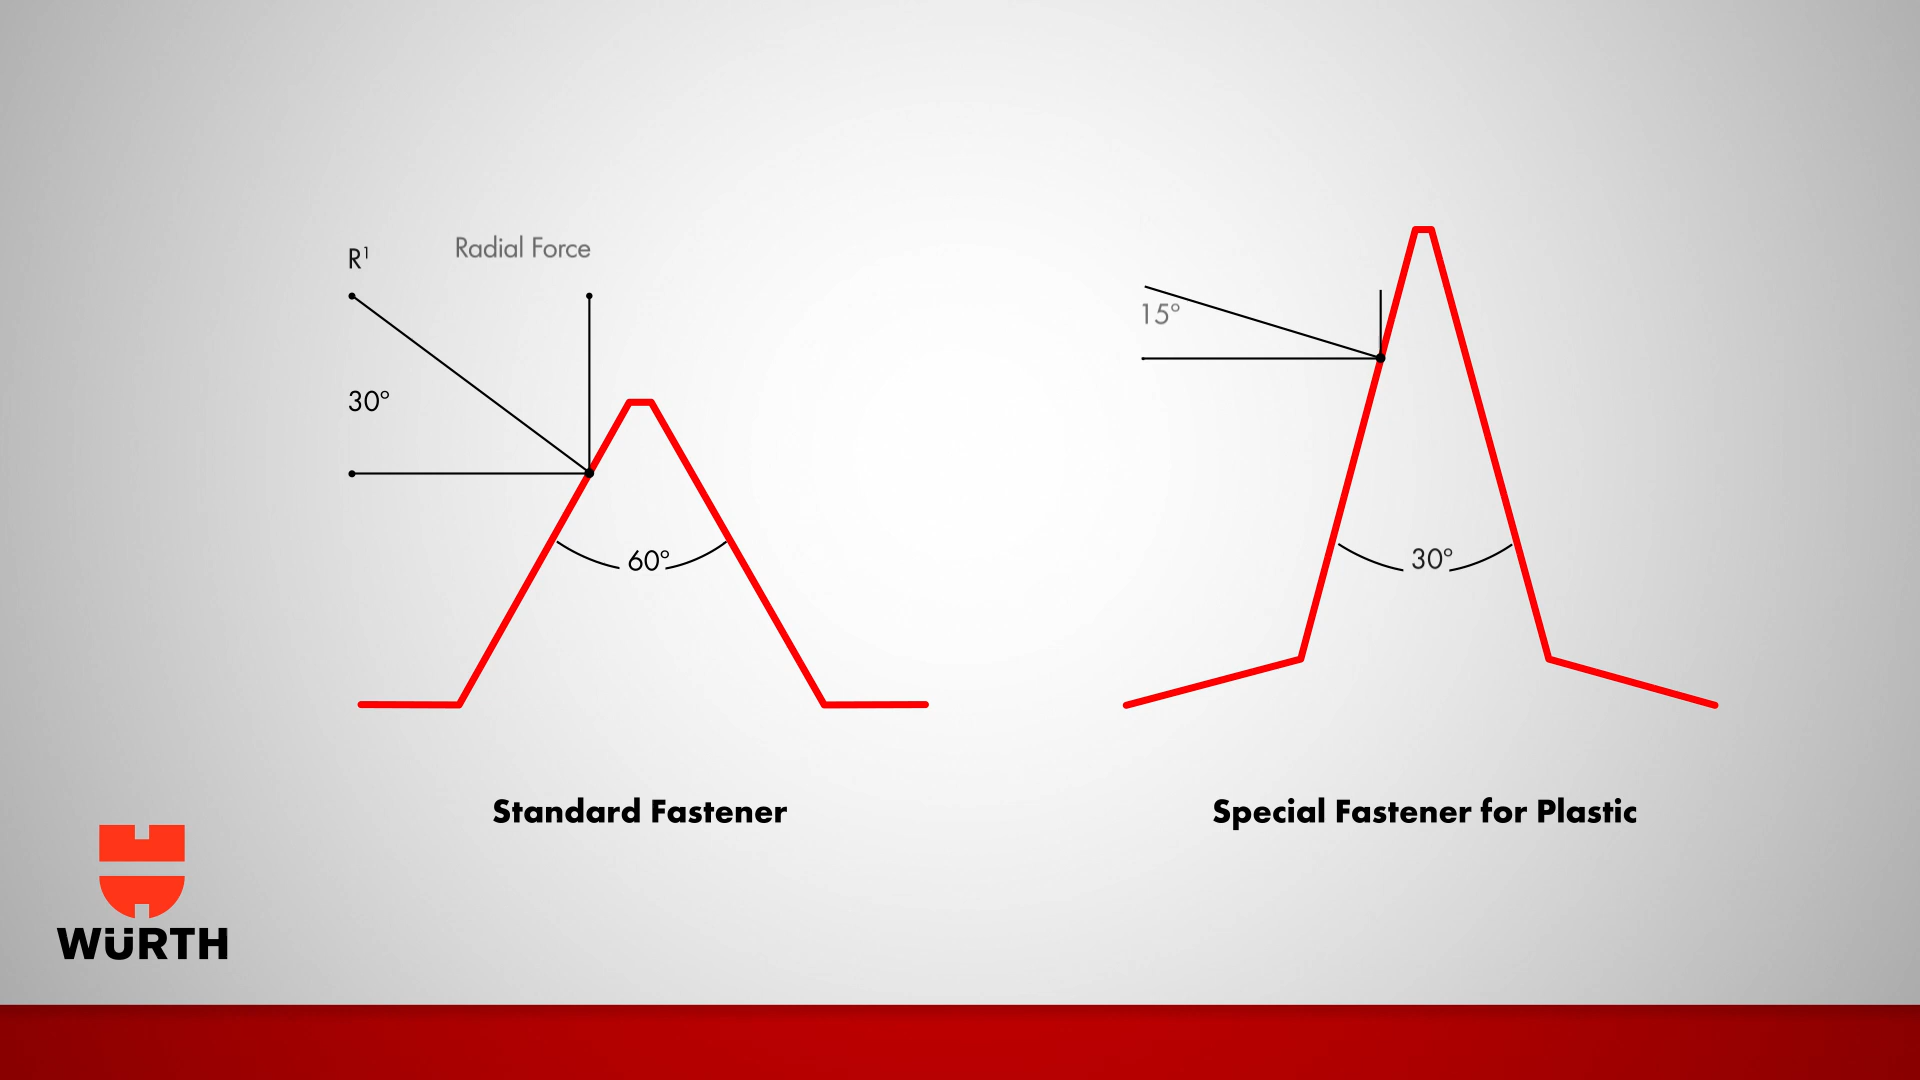 R¹
Radial Force
30°
60°
15°
30°
Standard Fastener
Special Fastener for Plastic
WÜRTH